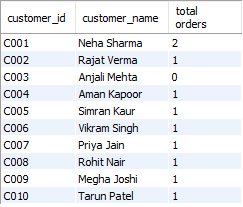 customer_id customer_name total orders
C001 Neha Sharma 2
C002 Rajat Verma 1
C003 Anjali Mehta 0
C004 Aman Kapoor 1
C005 Simran Kaur 1
C006 Vikram Singh 1
C007 Priya Jain 1
C008 Rohit Nair 1
C009 Megha Joshi 1
C010 Tarun Patel 1